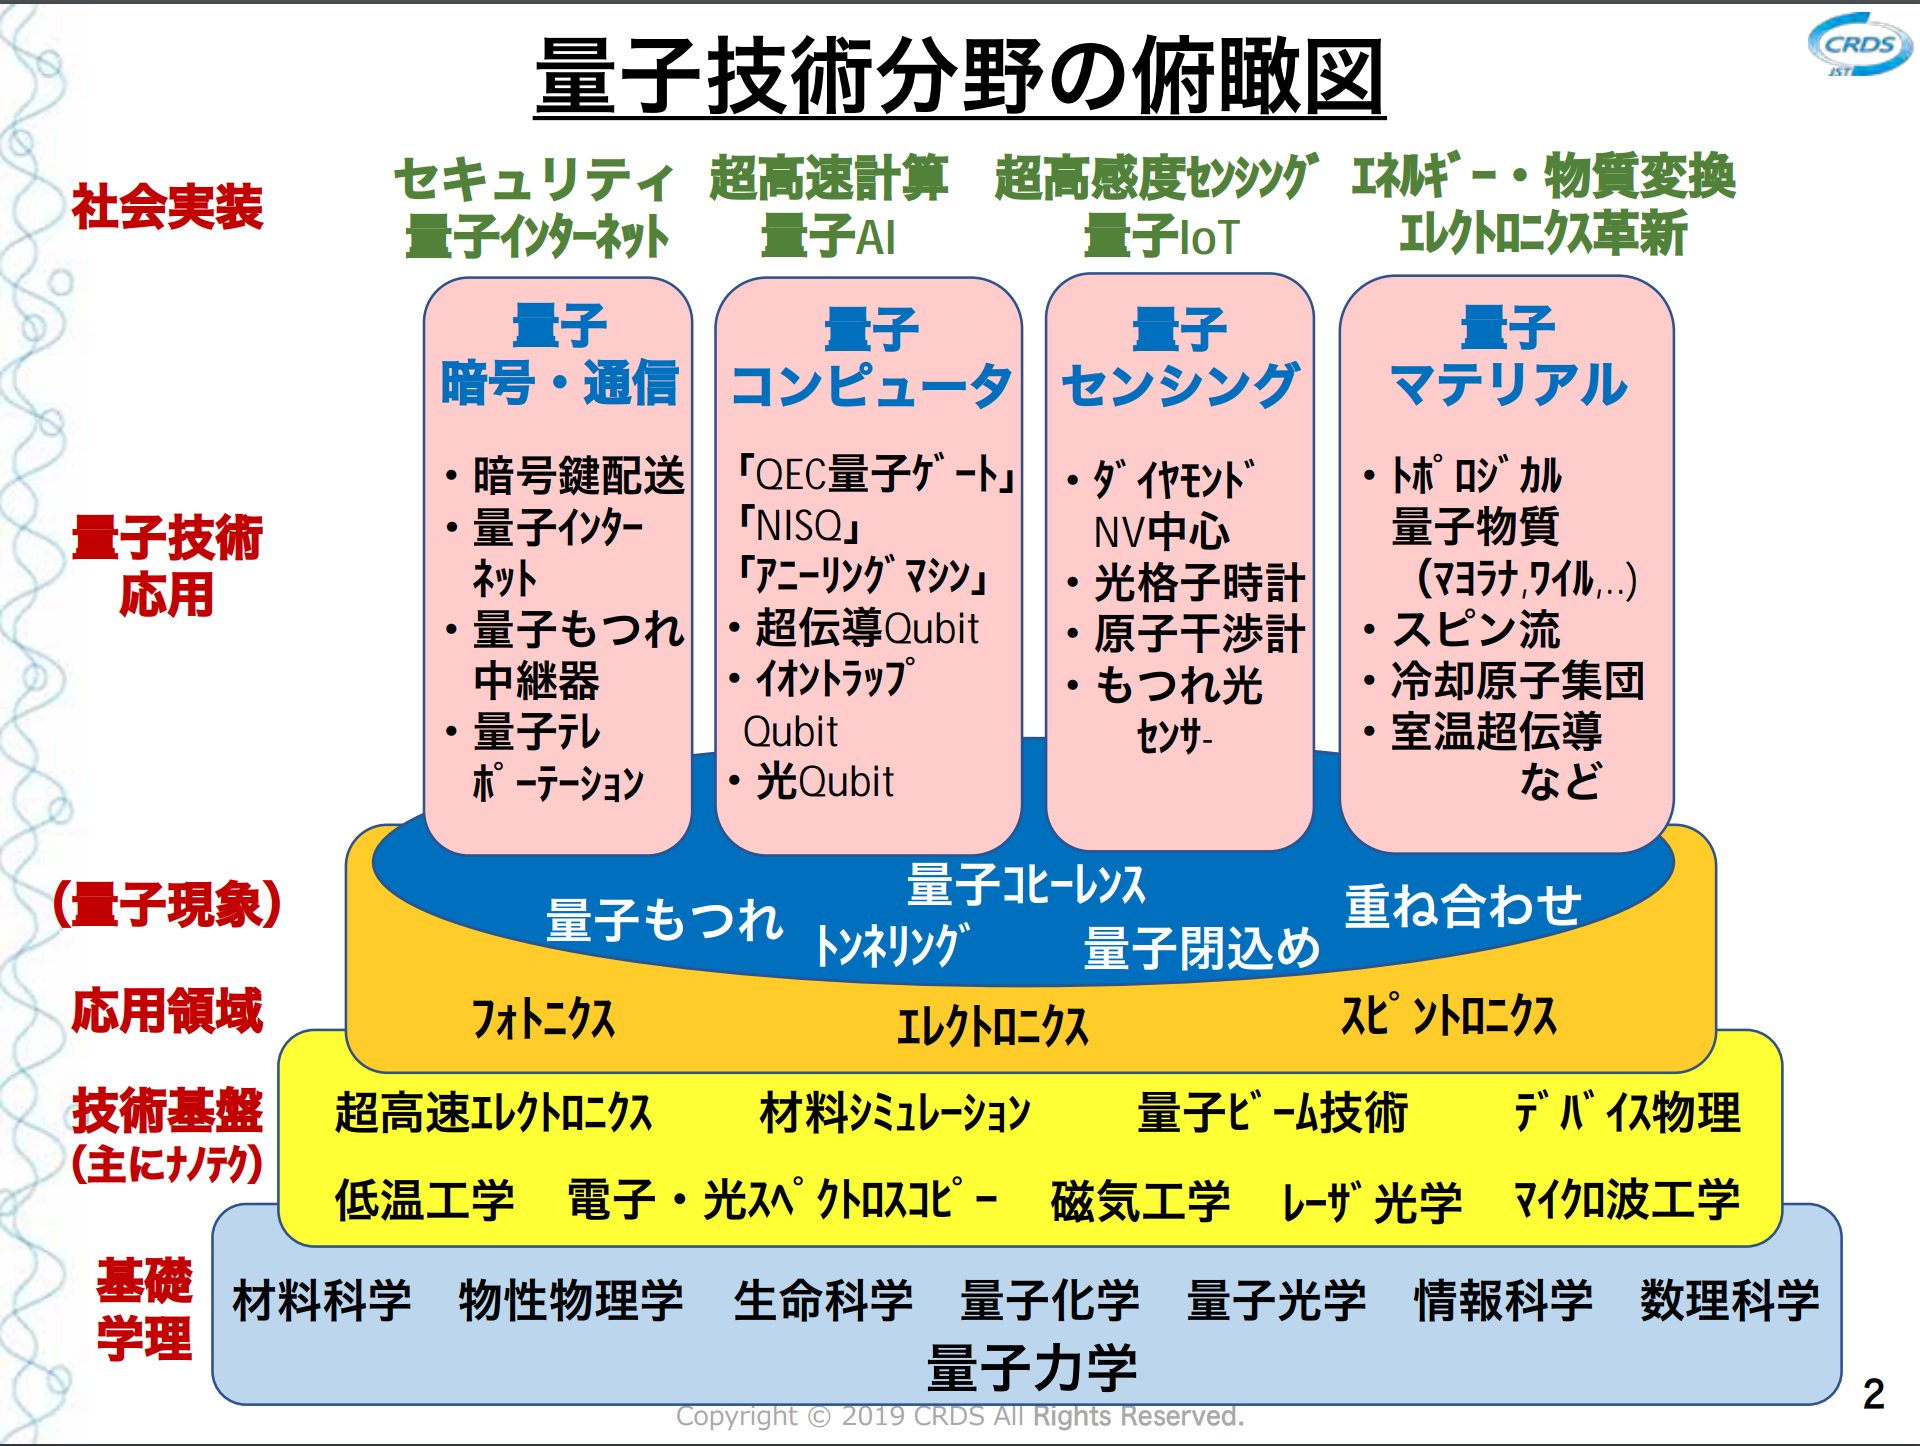 量子技術分野の俯瞰図
CRDS
JST
社会実装
セキュリティ
量子ｲﾝﾀｰﾈｯﾄ
超高速計算
量子AI
超高感度ｾﾝｼﾝｸﾞ
量子IoT
ｴﾈﾙｷﾞｰ・物質変換
ｴﾚｸﾄﾛﾆｸｽ革新
量子技術
応用
量子
暗号・通信
・暗号鍵配送
・量子ｲﾝﾀｰ
ﾈｯﾄ
・量子もつれ
中継器
・量子ﾃﾚ
ﾎﾟｰﾃｰｼｮﾝ
量子
コンピュータ
「QEC量子ｹﾞｰﾄ」
「NISQ」
「ｱﾆｰﾘﾝｸﾞﾏｼﾝ」
・超伝導Qubit
・ｲｵﾝﾄﾗｯﾌﾟ
Qubit
・光Qubit
量子
センシング
・ﾀﾞｲﾔﾓﾝﾄﾞ
NV中心
・光格子時計
・原子干渉計
・もつれ光
ｾﾝｻ-
量子
マテリアル
・ﾄﾎﾟﾛｼﾞｶﾙ
量子物質
（ﾏﾖﾗﾅ,ﾜｲﾙ,..)
・スピン流
・冷却原子集団
・室温超伝導
など
（量子現象）
量子もつれ
量子ｺﾋｰﾚﾝｽ
ﾄﾝﾈﾘﾝｸﾞ
量子閉込め
重ね合わせ
応用領域
ﾌｫﾄﾆｸｽ
ｴﾚｸﾄﾛﾆｸｽ
ｽﾋﾟﾝﾄﾛﾆｸｽ
技術基盤
（主にﾅﾉﾃｸ）
超高速ｴﾚｸﾄﾛﾆｸｽ 材料ｼﾐｭﾚｰｼｮﾝ 量子ﾋﾞｰﾑ技術 ﾃﾞﾊﾞｲｽ物理
低温工学 電子・光ｽﾍﾟｸﾄﾛｽｺﾋﾟｰ 磁気工学 ﾚｰｻﾞ光学 ﾏｲｸﾛ波工学
基礎
学理
材料科学 物性物理学 生命科学 量子化学 量子光学 情報科学 数理科学
量子力学
Copyright © 2019 CRDS All Rights Reserved.
2